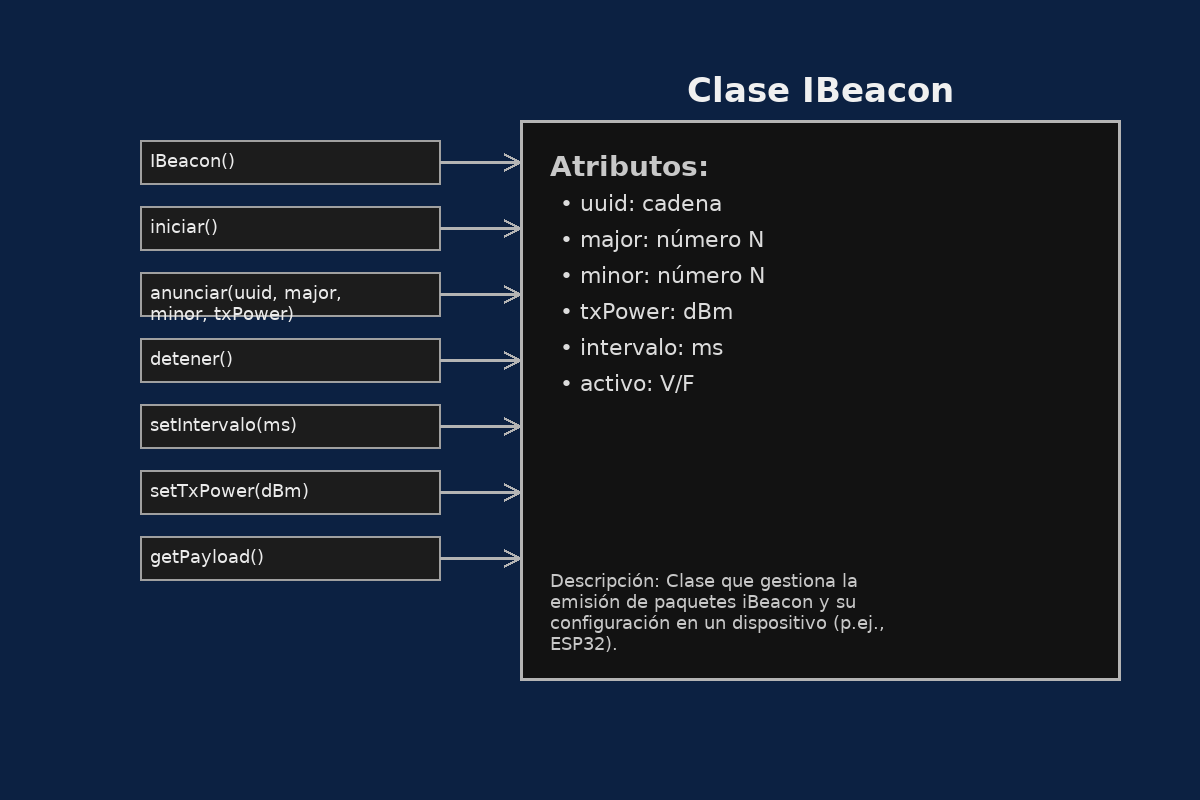 Clase IBeacon
IBeacon()
iniciar()
anunciar(uuid, major,
minor, txPower)
detener()
setIntervalo(ms)
setTxPower(dBm)
getPayload()
Atributos:
• uuid: cadena
• major: número N
• minor: número N
• txPower: dBm
• intervalo: ms
• activo: V/F
Descripción: Clase que gestiona la
emisión de paquetes iBeacon y su
configuración en un dispositivo (p.ej.,
ESP32).